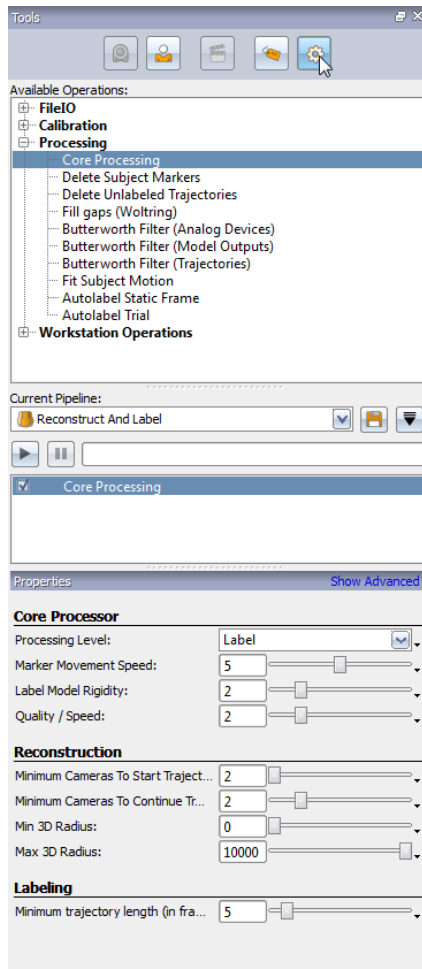 Tools
Available Operations:
FileIO
Calibration
Processing
Core Processing
Delete Subject Markers
Delete Unlabeled Trajectories
Fill gaps (Woltring)
Butterworth Filter (Analog Devices)
Butterworth Filter (Model Outputs)
Butterworth Filter (Trajectories)
Fit Subject Motion
Autolabel Static Frame
Autolabel Trial
Workstation Operations
Current Pipeline:
Reconstruct And Label
Core Processing
Properties Show Advanced
Core Processor
Processing Level: Label
Marker Movement Speed: 5
Label Model Rigidity: 2
Quality / Speed: 2
Reconstruction
Minimum Cameras To Start Traject... 2
Minimum Cameras To Continue Tr... 2
Min 3D Radius: 0
Max 3D Radius: 10000
Labeling
Minimum trajectory length (in fra... 5